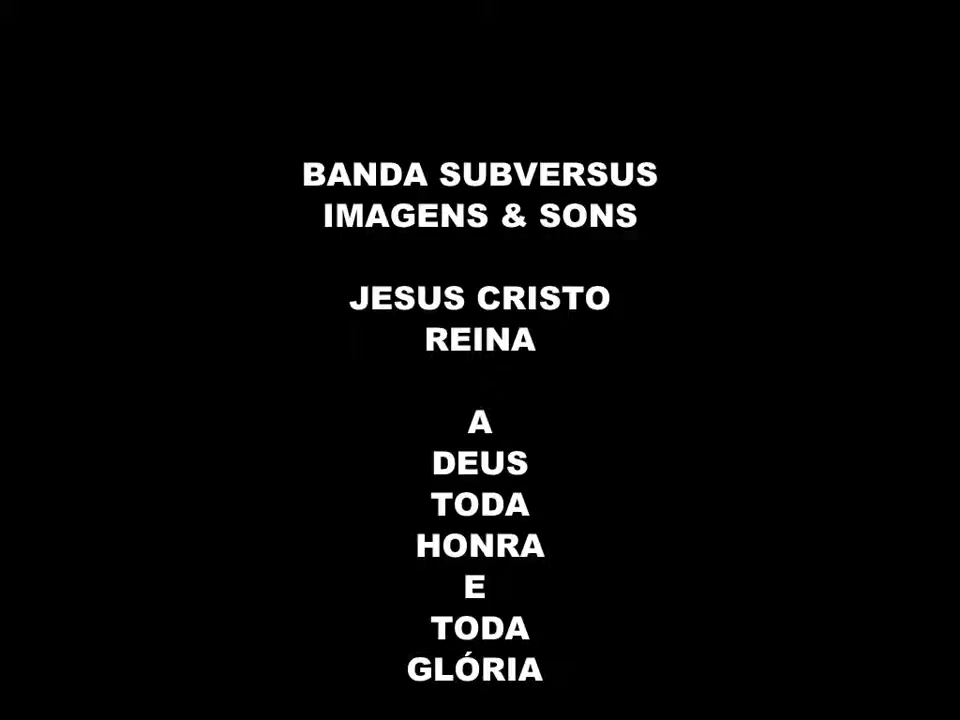 BANDA SUBVERSUS
IMAGENS & SONS
JESUS CRISTO
REINA
A
DEUS
TODA
HONRA
E
TODA
GLÓRIA